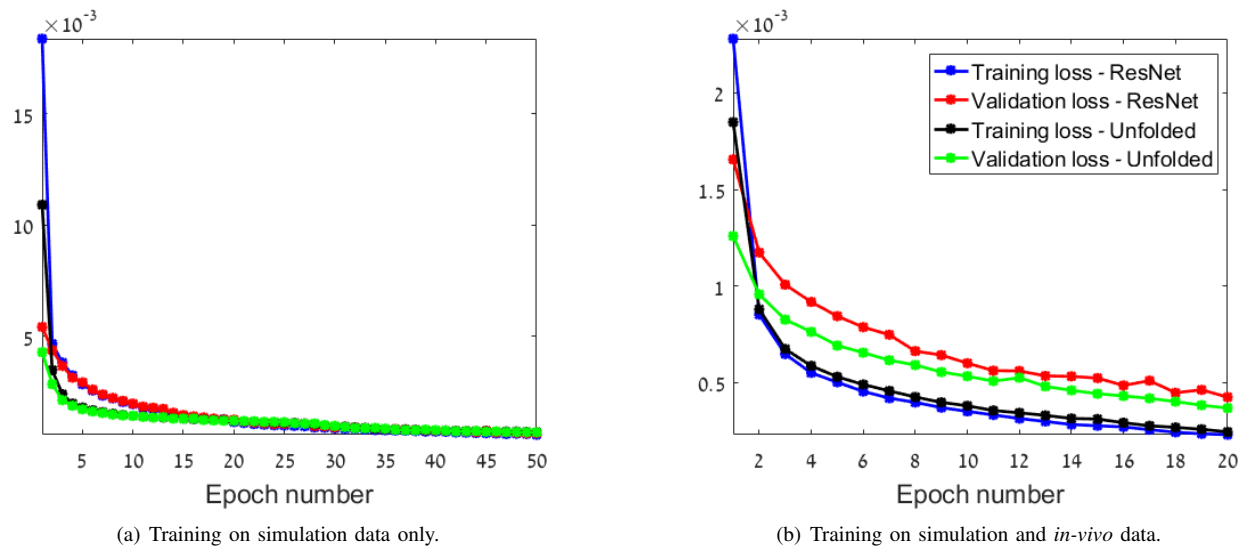 ×10-3
15
10
5
5 10 15 20 25 30 35 40 45 50
Epoch number
(a) Training on simulation data only.
×10-3
2
1.5
1
0.5
Training loss - ResNet
Validation loss - ResNet
Training loss - Unfolded
Validation loss - Unfolded
2 4 6 8 10 12 14 16 18 20
Epoch number
(b) Training on simulation and in-vivo data.